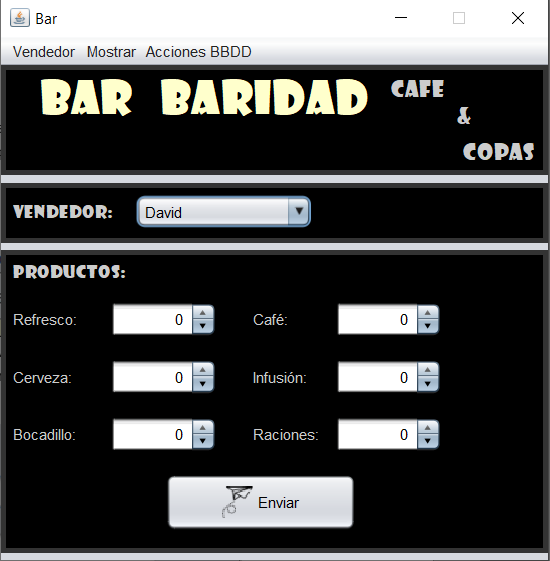 Bar
Vendedor Mostrar Acciones BBDD
BAR BARIDAD CAFE
&
COPAS
VENDEDOR: David
PRODUCTOS:
Refresco: 0 Café: 0
Cerveza: 0 Infusión: 0
Bocadillo: 0 Raciones: 0
Enviar